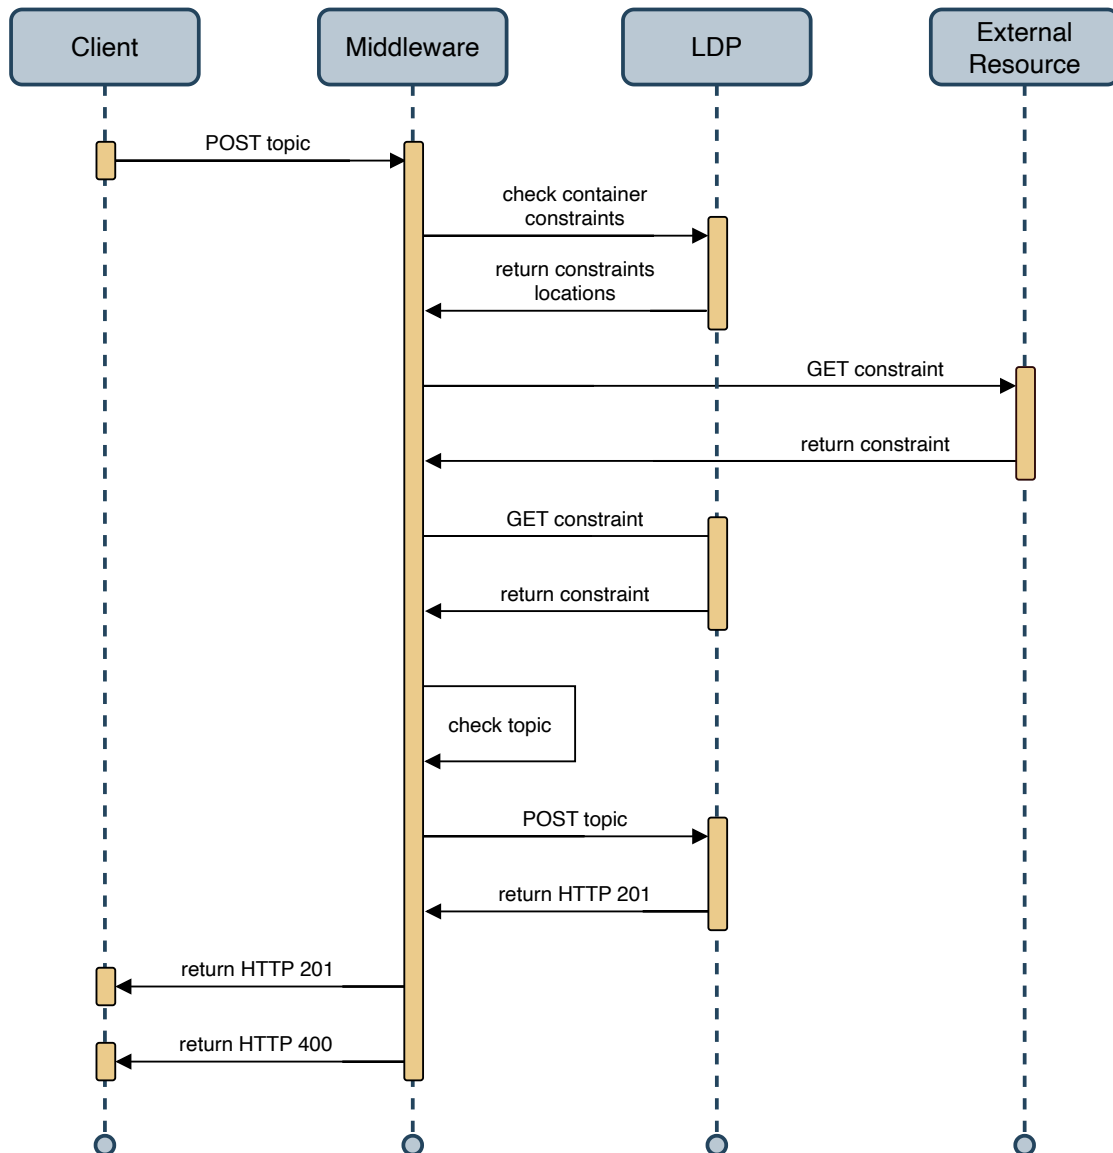 Client
Middleware
LDP
External
Resource
POST topic
check container
constraints
return constraints
locations
GET constraint
return constraint
GET constraint
return constraint
check topic
POST topic
return HTTP 201
return HTTP 201
return HTTP 400